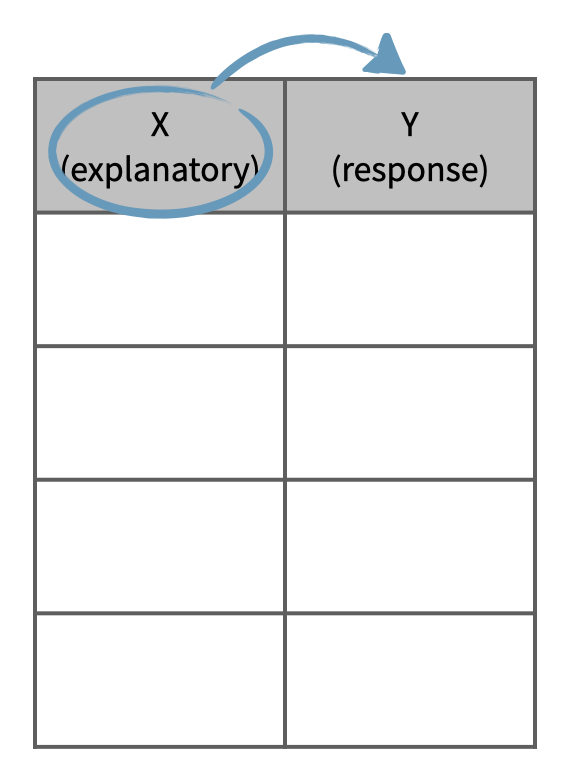 X
(explanatory)
Y
(response)